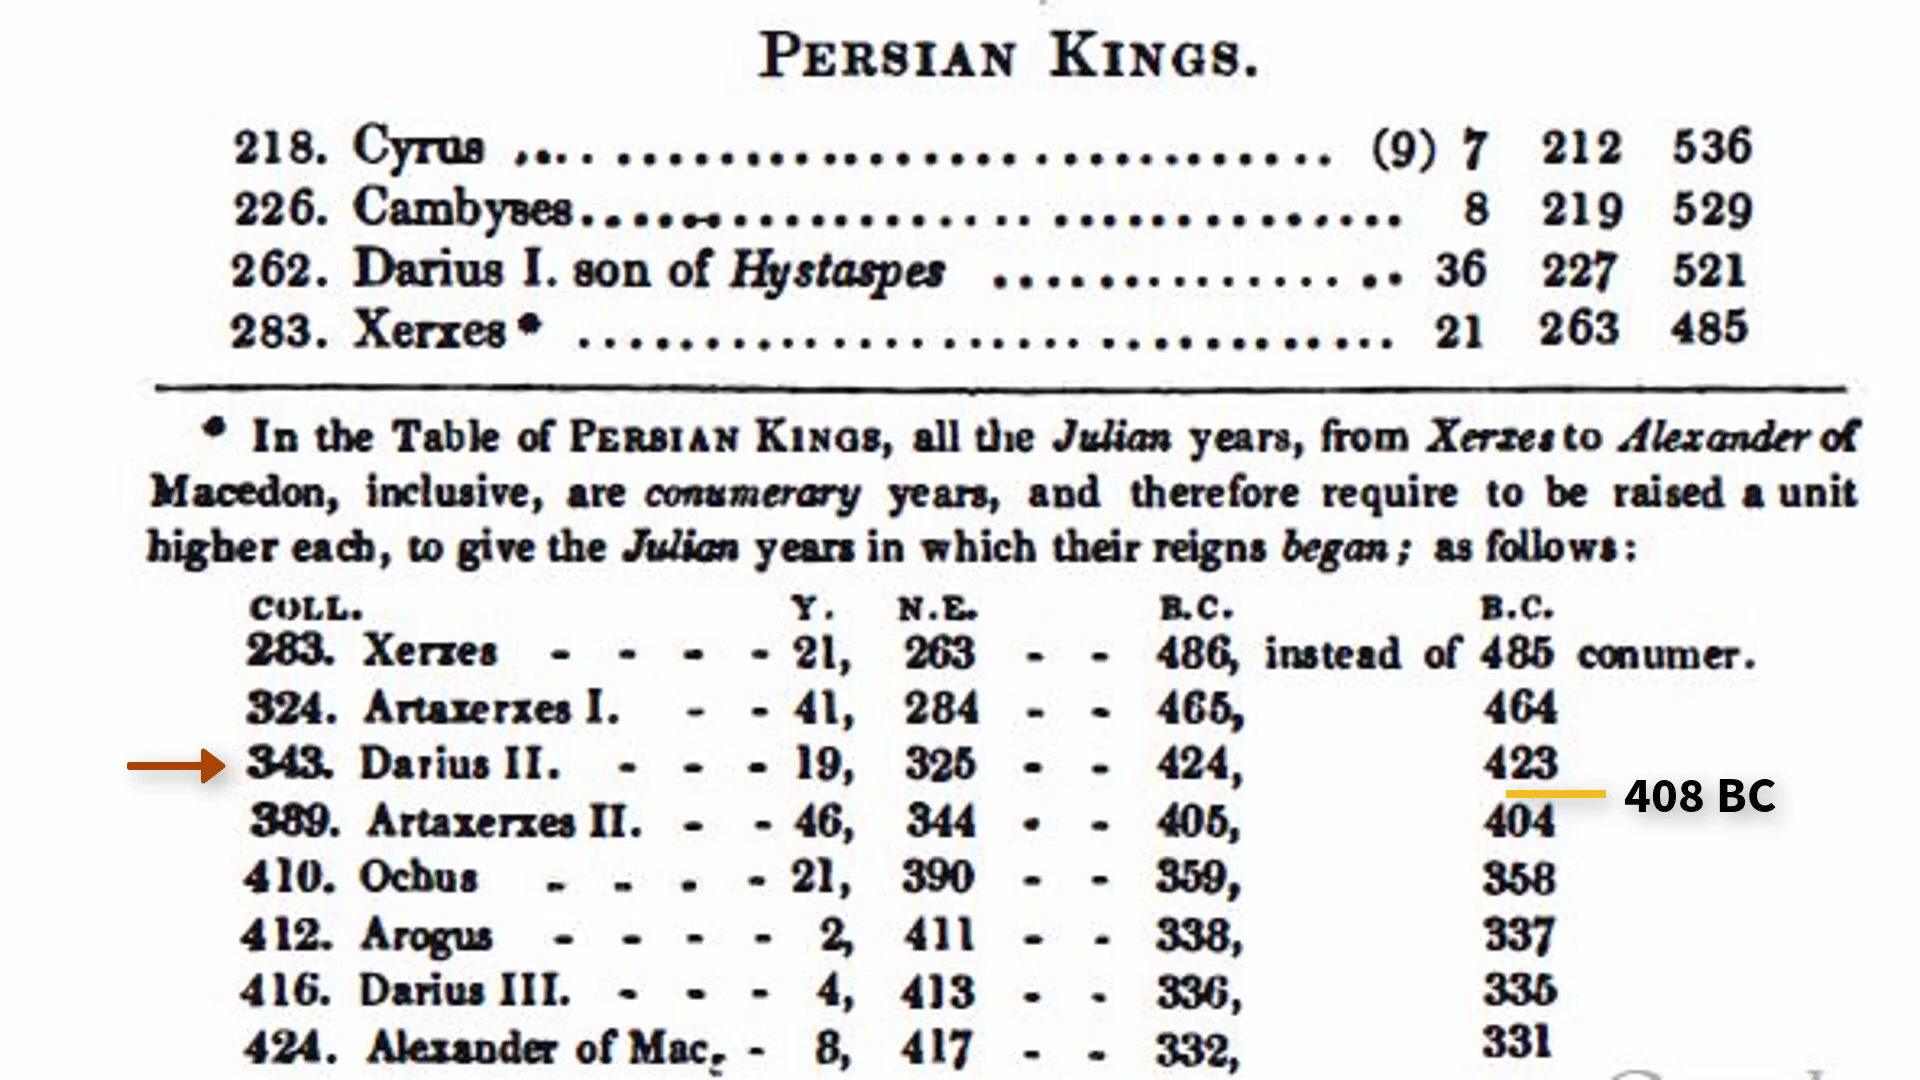 PERSIAN KINGS.
218. Cyrus .... ............................ (9) 7 212 536
226. Cambyses................................ 8 219 529
262. Darius I. son of Hystaspes ................ 36 227 521
283. Xerxes* ................................ 21 263 485
* In the Table of PERSIAN KINGS, all the Julian years, from Xerxes to Alexander of
Macedon, inclusive, are conumerary years, and therefore require to be raised a unit
higher each, to give the Julian years in which their reigns began; as follows:
COLL. Y. N.E. B.C. B.C.
283. Xerxes - - - - 21, 263 - - 486, instead of 485 conumer.
324. Artaxerxes I. - - 41, 284 - - 465, 464
343. Darius II. - - - 19, 325 - - 424, 423
408 BC
389. Artaxerxes II. - - 46, 344 - - 405, 404
410. Ochus - - - - 21, 390 - - 359, 358
412. Arogus - - - - 2, 411 - - 338, 337
416. Darius III. - - - 4, 413 - - 336, 335
424. Alexander of Mac. - 8, 417 - - 332, 331